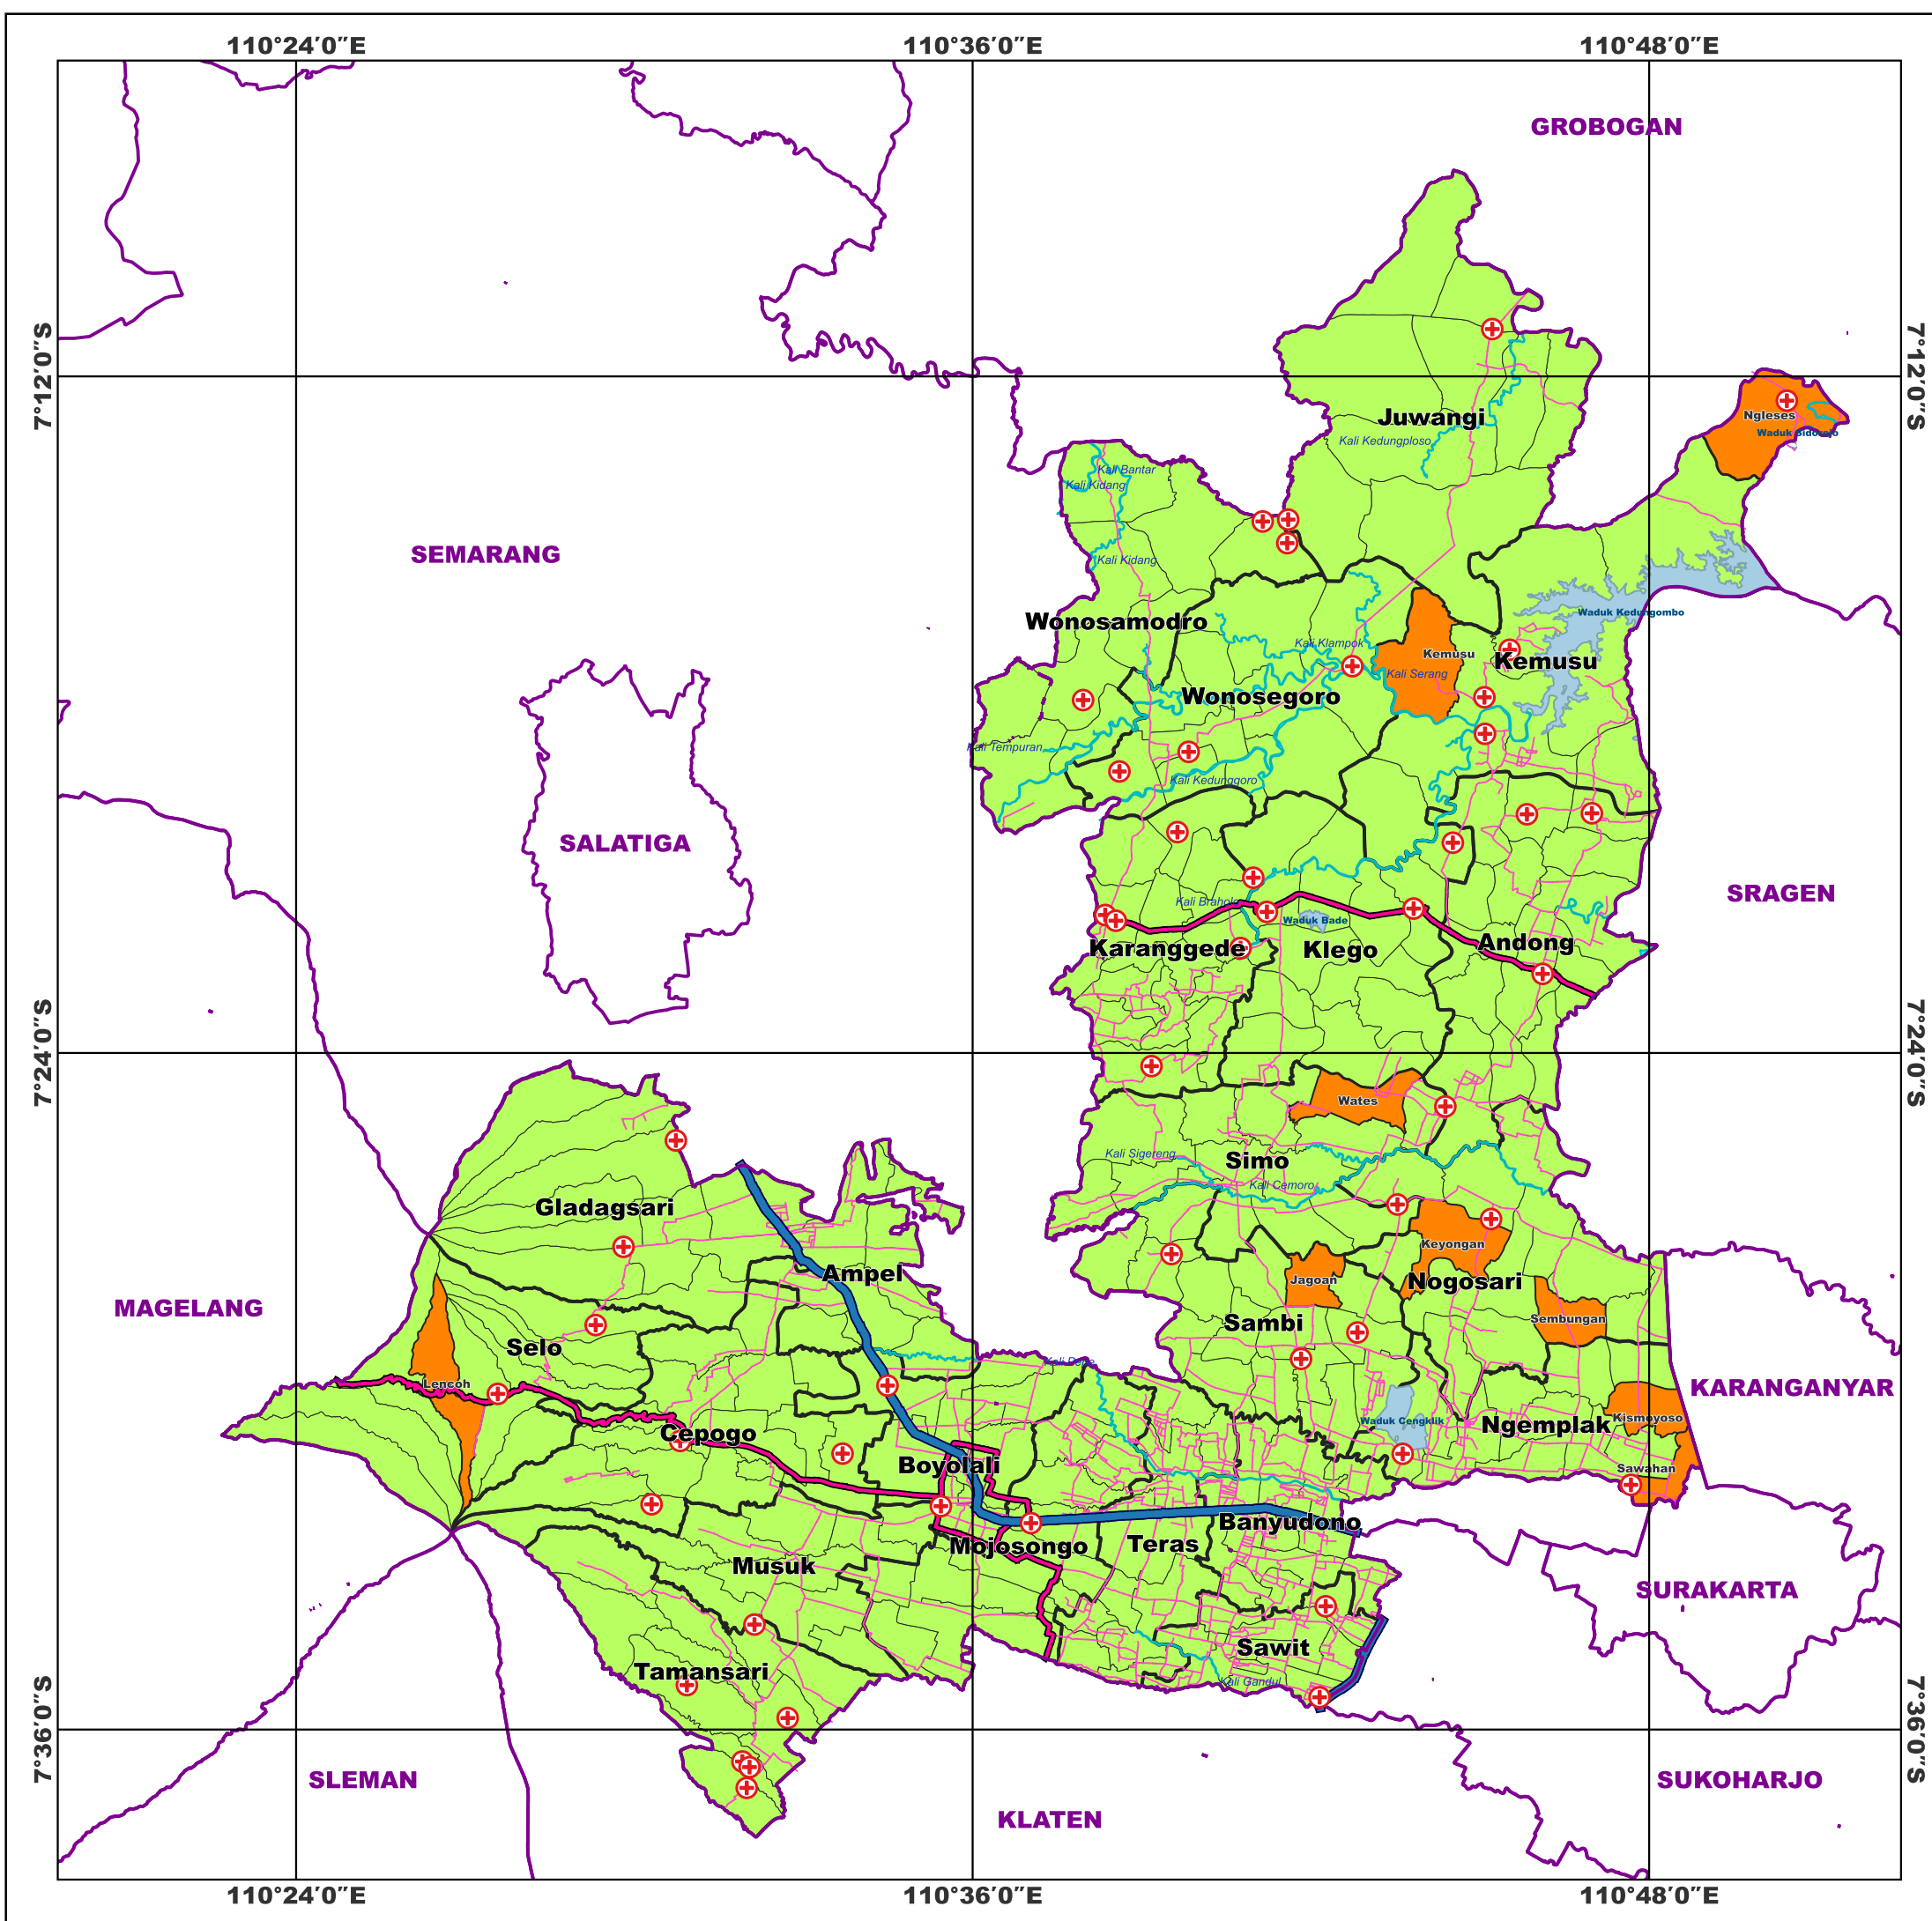 110°24'0"E
110°36'0"E
110°48'0"E
GROBOGAN
7°12'0"S
7°12'0"S
Ngleses
Juwangi
Waduk Sidorejo
Kali Kedungploso
Kali Bantar
Kali Kidang
SEMARANG
Kali Kidang
Waduk Kedungombo
Wonosamodro
Kali Klampok
Kemusu
Kemusu
Kali Serang
Wonosegoro
Kali Tempuran
Kali Kedunggoro
SALATIGA
SRAGEN
Kali Brahola
Waduk Bade
Karanggede
Klego
Andong
7°24'0"S
7°24'0"S
Wates
Kali Sigereng
Simo
Kali Cemoro
Gladagsari
Keyongan
Ampel
Jagoan
Nogosari
MAGELANG
Sembungan
Sambi
Selo
Lencoh
KARANGANYAR
Waduk Cengklik
Kismoyoso
Ngemplak
Cepogo
Boyolali
Sawahan
Banyudono
Mojosongo
Teras
Musuk
SURAKARTA
Sawit
Tamansari
Kali Gandul
7°36'0"S
7°36'0"S
SLEMAN
SUKOHARJO
KLATEN
110°24'0"E
110°36'0"E
110°48'0"E